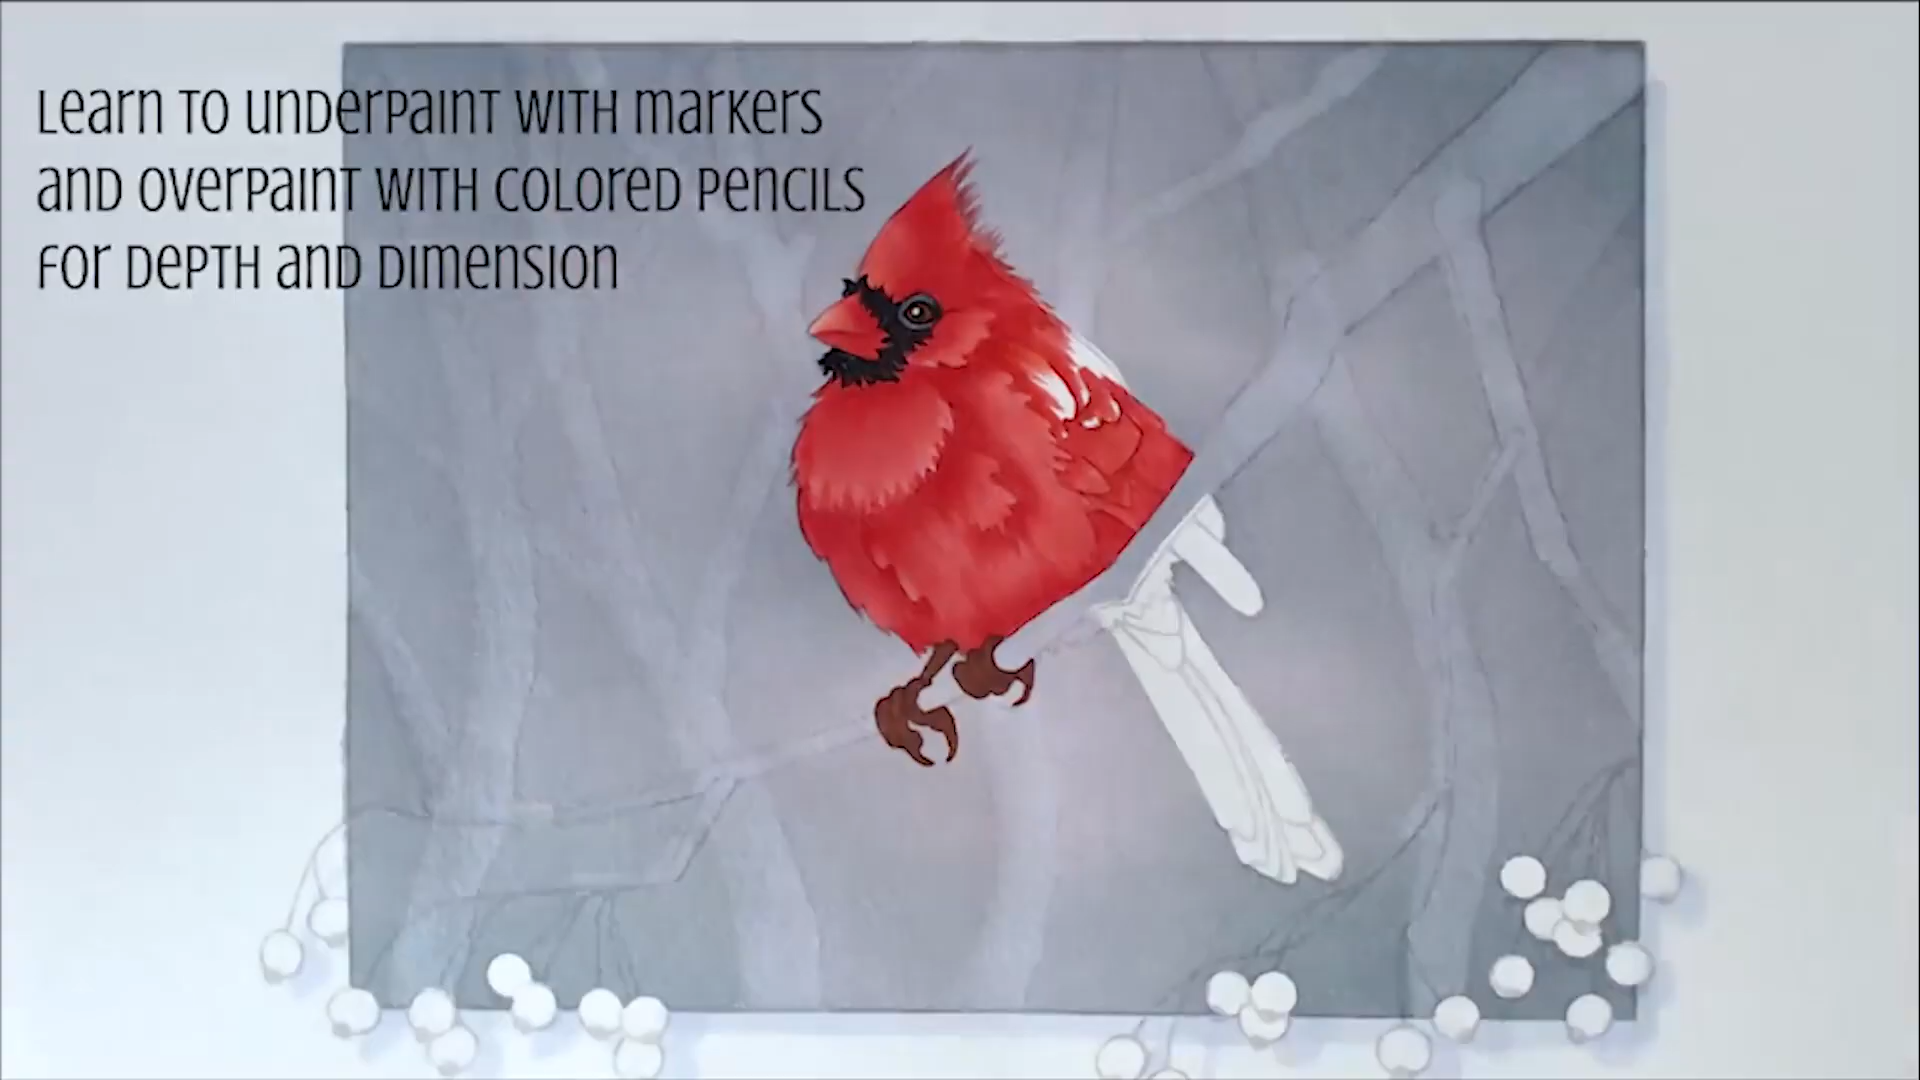 Learn to underpaint with markers
and overpaint with colored pencils
for depth and dimension